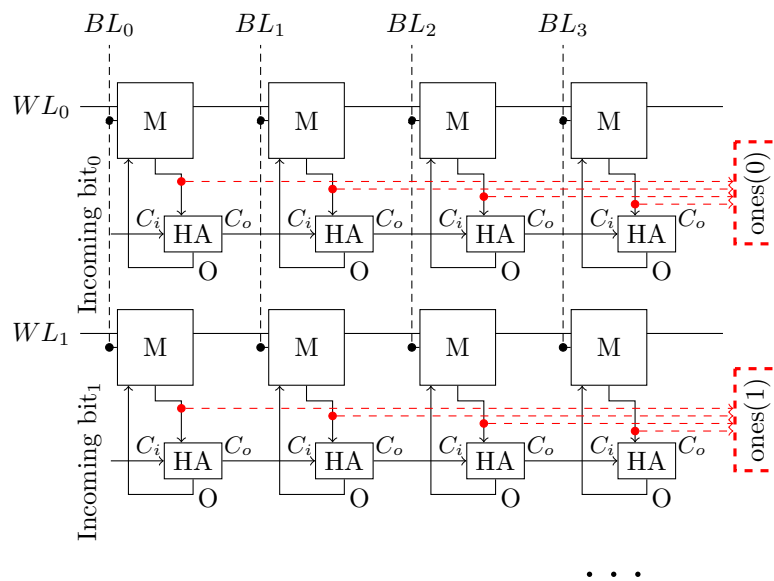 BL₀ BL₁ BL₂ BL₃
WL₀ M M M M
Incoming bit₀
ones(0)
Cᵢ HA Cₒ Cᵢ HA Cₒ Cᵢ HA Cₒ Cᵢ HA Cₒ
O O O O
WL₁ M M M M
Incoming bit₁
ones(1)
Cᵢ HA Cₒ Cᵢ HA Cₒ Cᵢ HA Cₒ Cᵢ HA Cₒ
O O O O
. . .